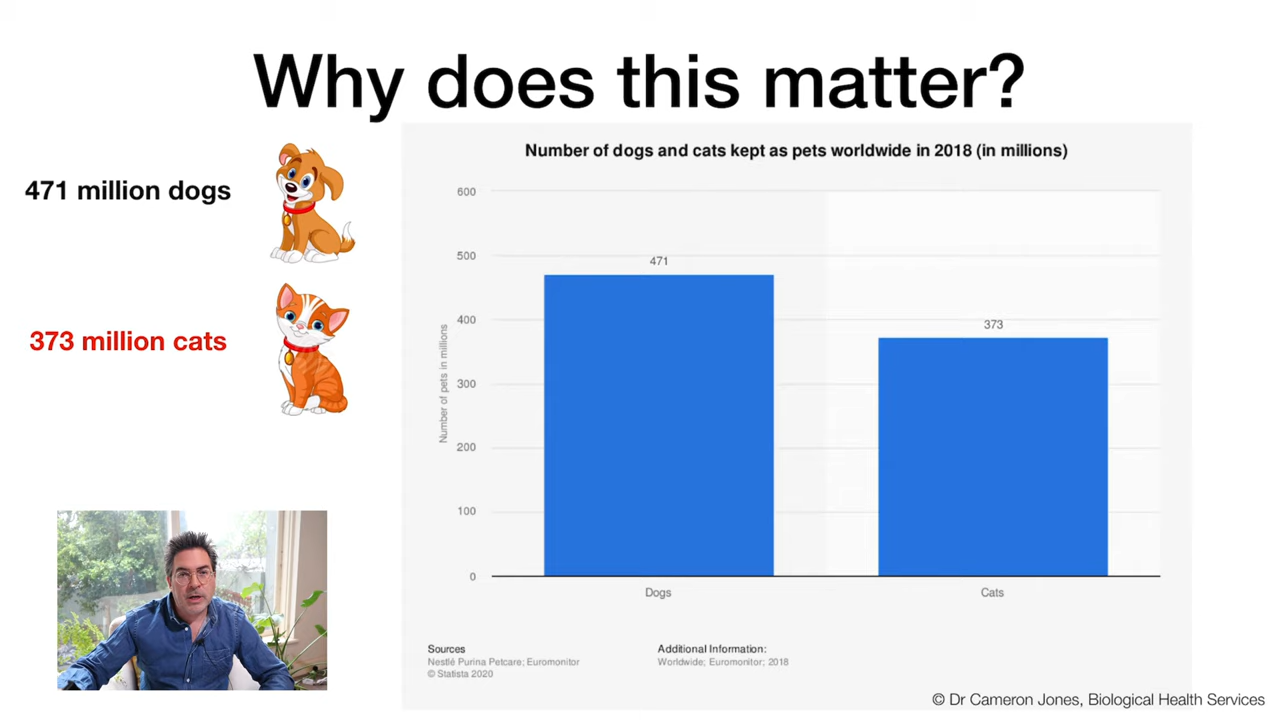 Why does this matter?
471 million dogs
373 million cats
Number of dogs and cats kept as pets worldwide in 2018 (in millions)
Number of pets in millions
600
500
400
300
200
100
0
471
373
Dogs
Cats
Sources
Nestlé Purina Petcare; Euromonitor
© Statista 2020
Additional Information:
Worldwide; Euromonitor; 2018
© Dr Cameron Jones, Biological Health Services